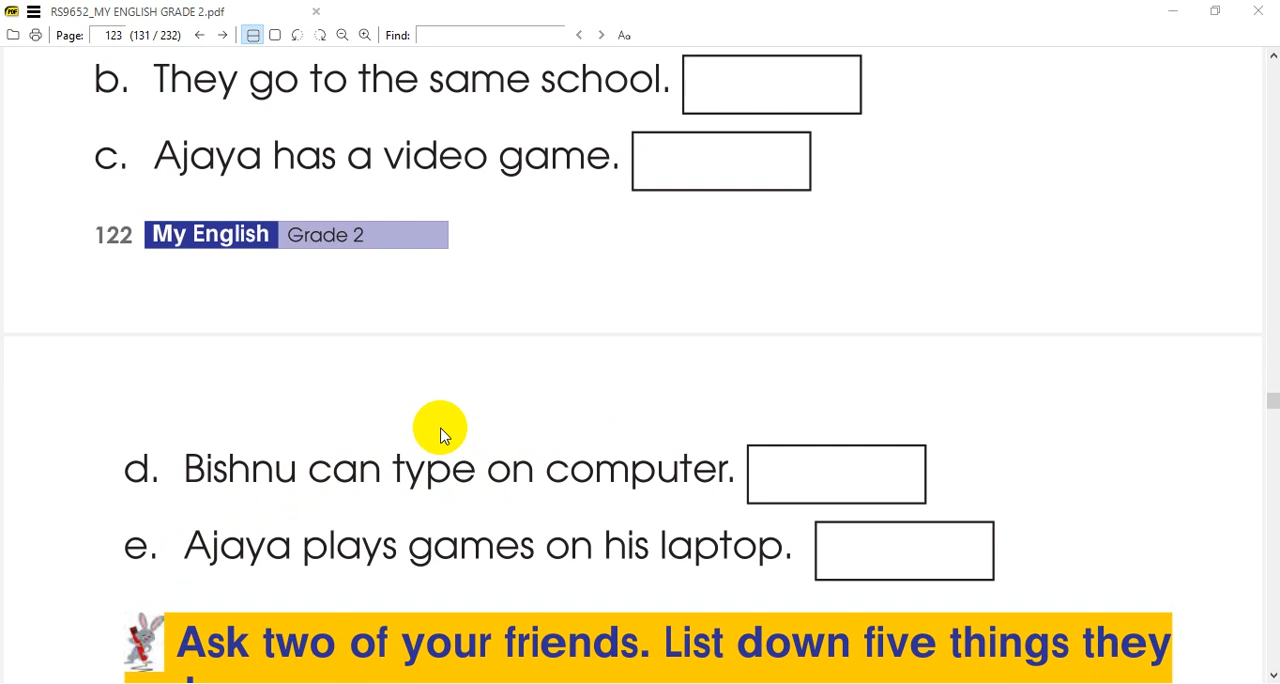 RS9652_MY ENGLISH GRADE 2.pdf
Page: 123 (131 / 232) Find: Aa
b. They go to the same school.
c. Ajaya has a video game.
122 My English Grade 2
d. Bishnu can type on computer.
e. Ajaya plays games on his laptop.
Ask two of your friends. List down five things they